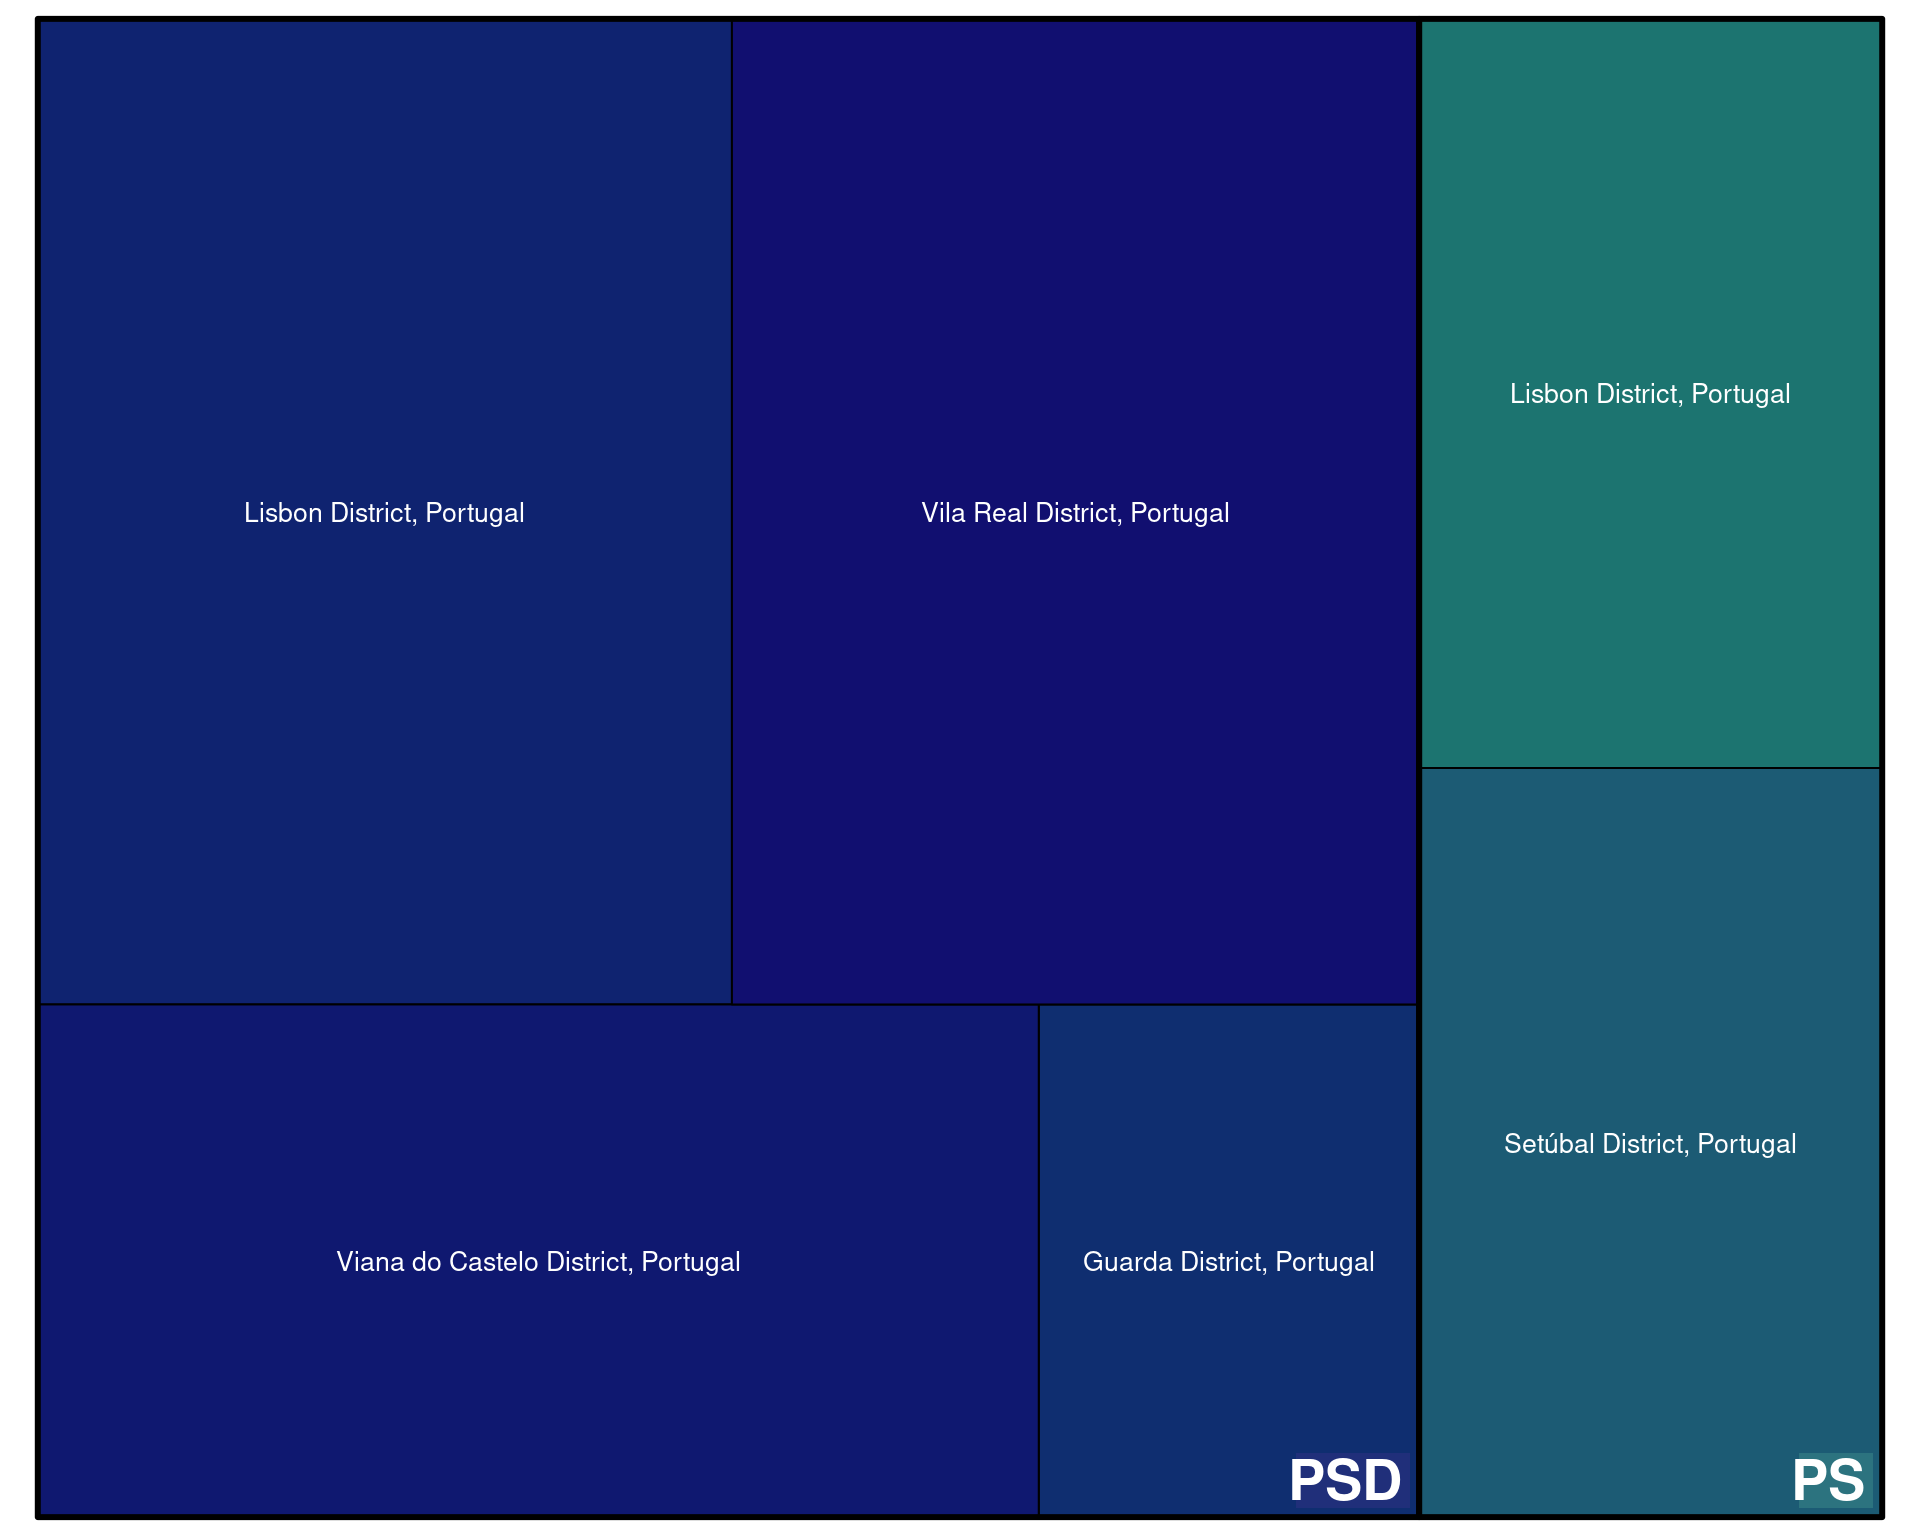 Lisbon District, Portugal
Vila Real District, Portugal
Viana do Castelo District, Portugal
Guarda District, Portugal
PSD
Lisbon District, Portugal
Setúbal District, Portugal
PS